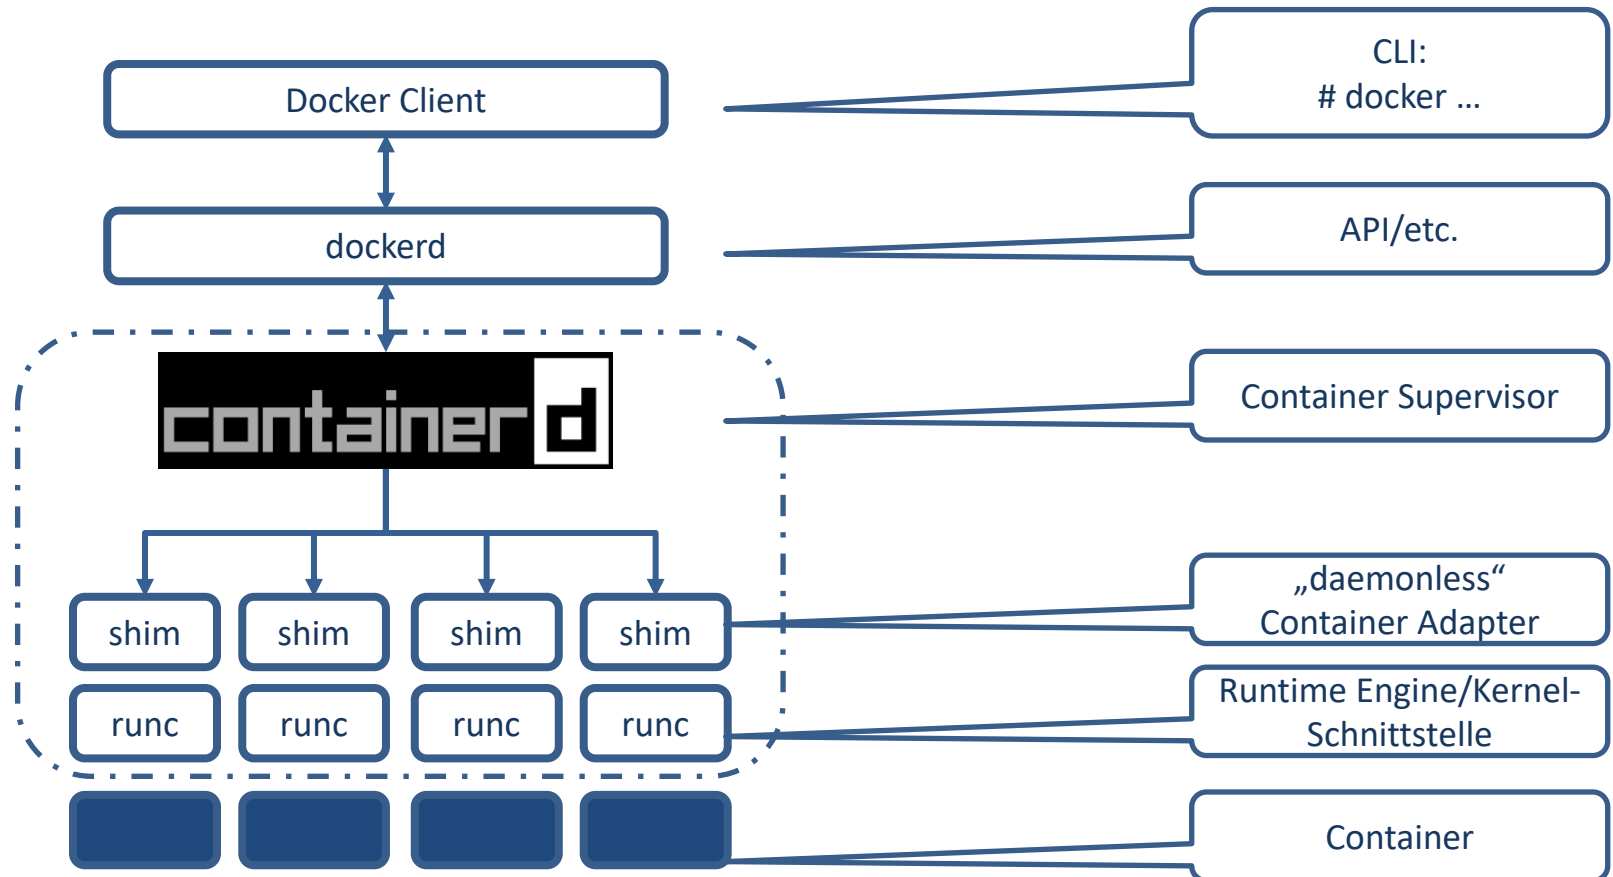 CLI:
# docker ...
Docker Client
dockerd
API/etc.
container d
Container Supervisor
„daemonless“
Container Adapter
shim shim shim shim
Runtime Engine/Kernel-
Schnittstelle
runc runc runc runc
Container